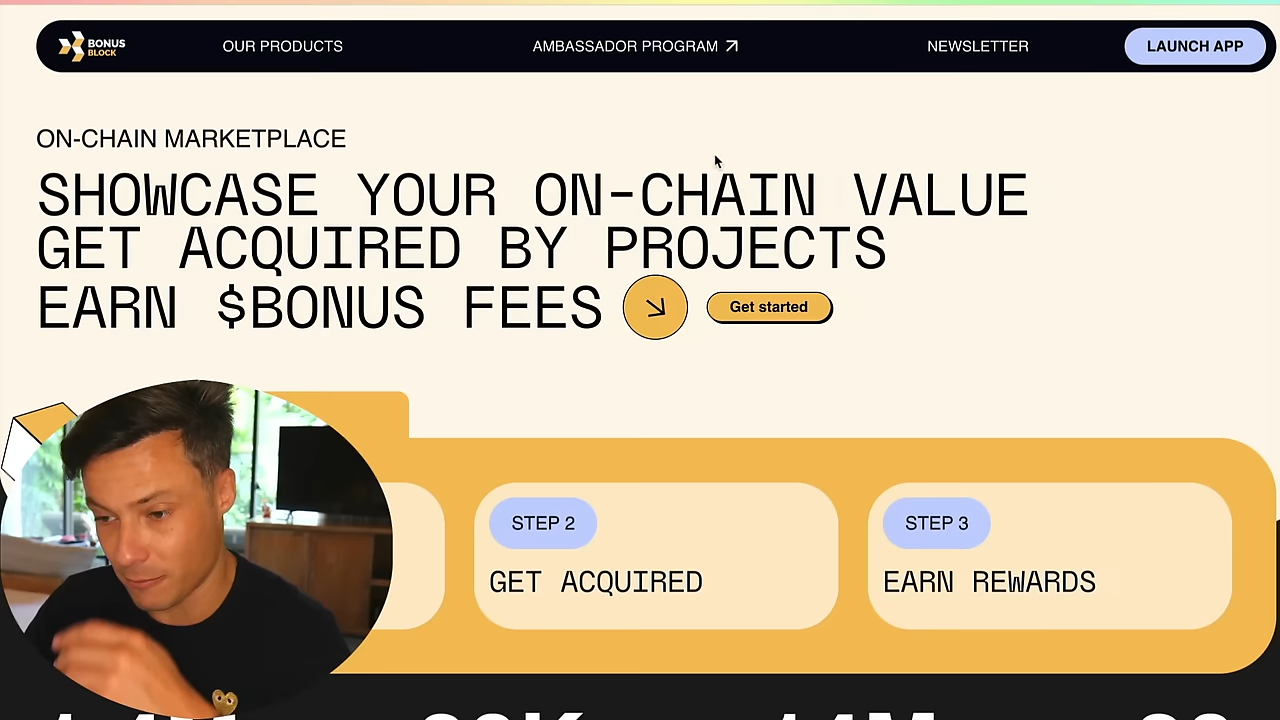 BONUS
BLOCK
OUR PRODUCTS
AMBASSADOR PROGRAM
NEWSLETTER
LAUNCH APP
ON-CHAIN MARKETPLACE
SHOWCASE YOUR ON-CHAIN VALUE
GET ACQUIRED BY PROJECTS
EARN $BONUS FEES
Get started
STEP 2
GET ACQUIRED
STEP 3
EARN REWARDS